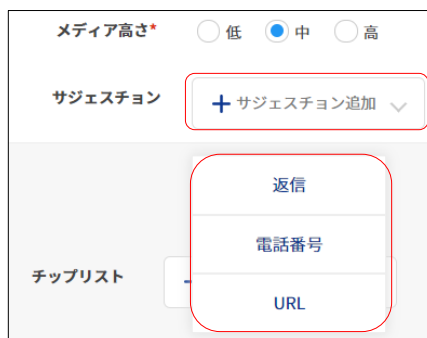 メディア高さ* 低 中 高
サジェスチョン + サジェスチョン追加
返信
電話番号
チップリスト
URL